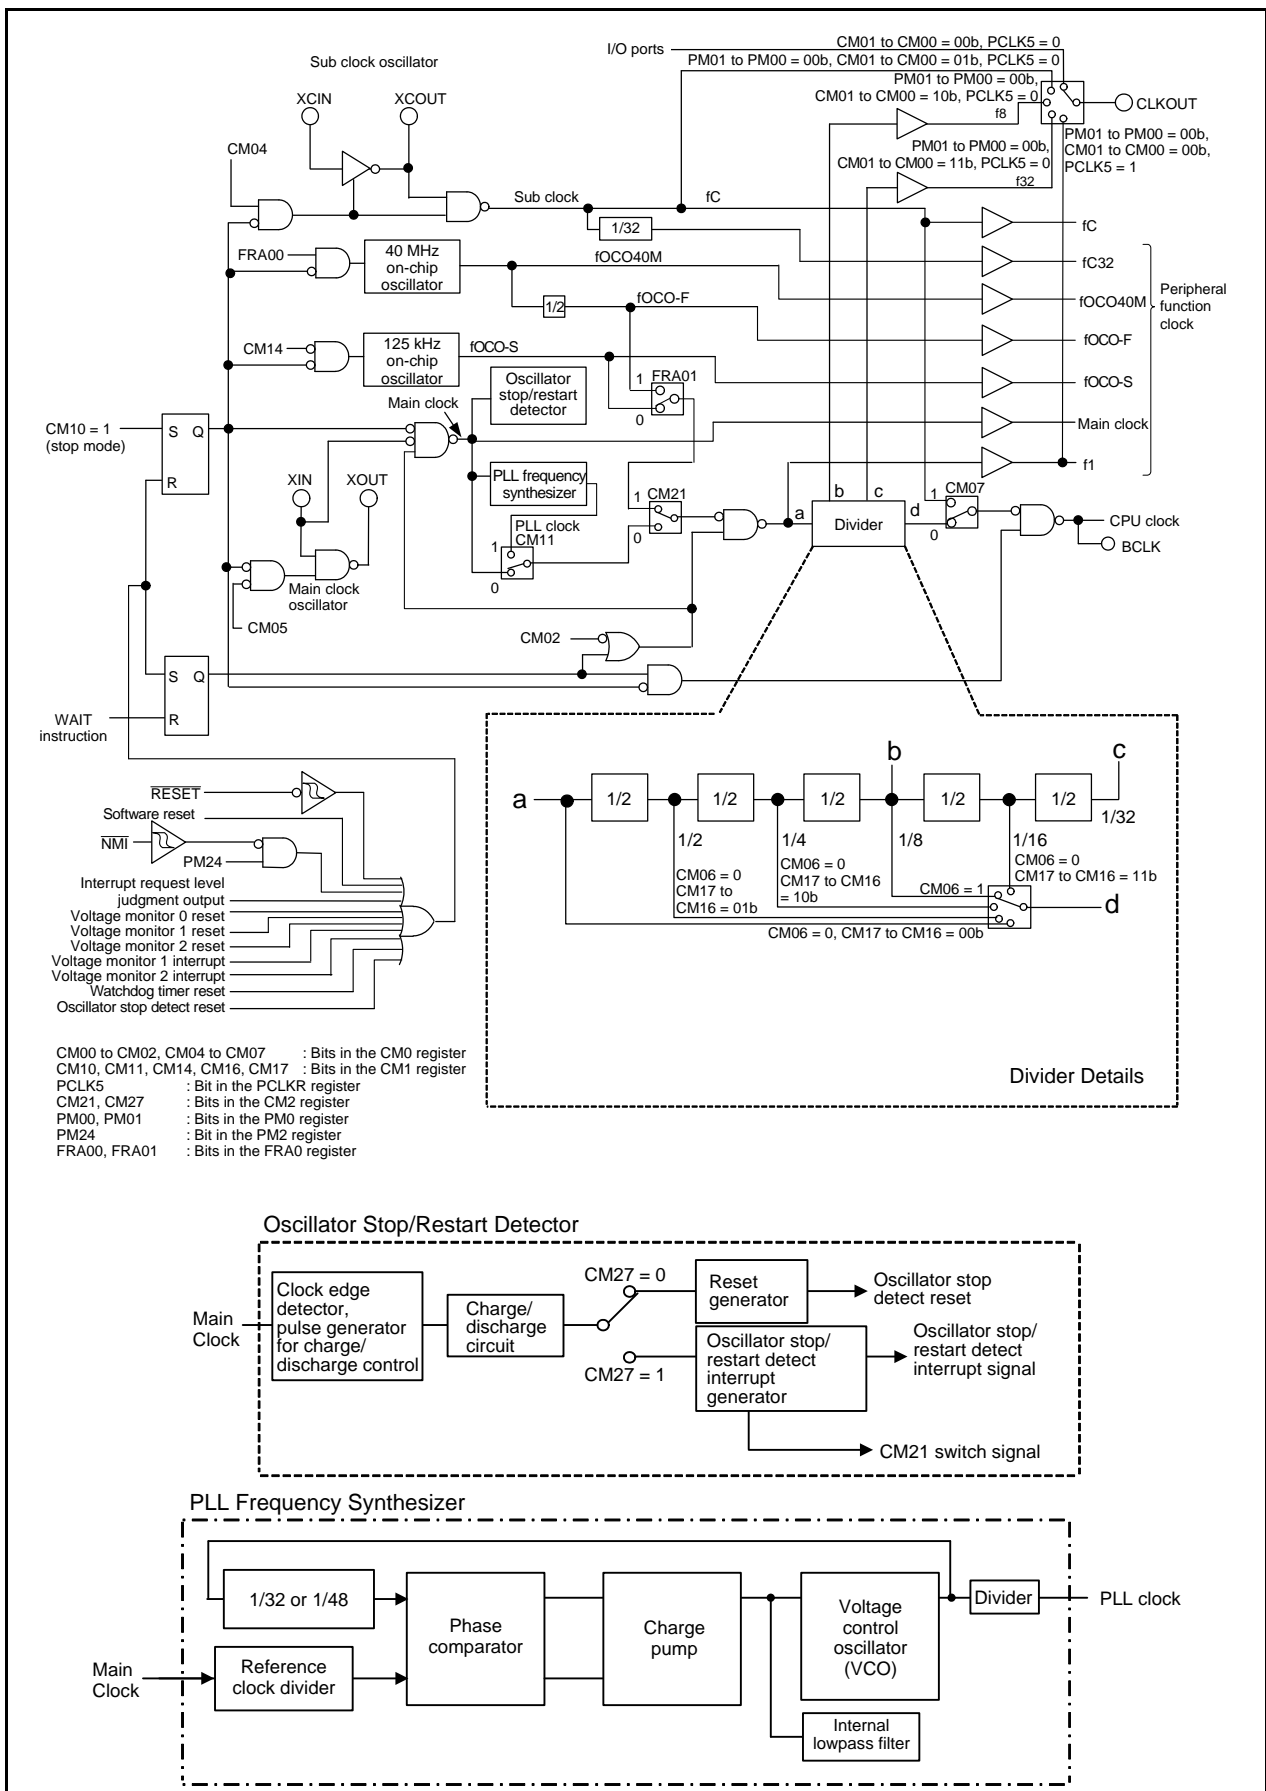 I/O ports
CM01 to CM00 = 00b, PCLK5 = 0
PM01 to PM00 = 00b, CM01 to CM00 = 01b, PCLK5 = 0
PM01 to PM00 = 00b,
CM01 to CM00 = 10b, PCLK5 = 0
f8
CLKOUT
PM01 to PM00 = 00b,
CM01 to CM00 = 11b, PCLK5 = 0
f32
PM01 to PM00 = 00b,
CM01 to CM00 = 00b,
PCLK5 = 1
Sub clock oscillator
XCIN
XCOUT
CM04
Sub clock
fC
1/32
fC
fC32
fOCO40M
fOCO-F
fOCO-S
Main clock
f1
Peripheral
function
clock
FRA00
40 MHz
on-chip
oscillator
fOCO40M
1/2
fOCO-F
CM14
125 kHz
on-chip
oscillator
fOCO-S
1
FRA01
0
Oscillator
stop/restart
detector
Main clock
CM10 = 1
(stop mode)
S
Q
R
XIN
XOUT
PLL frequency
synthesizer
PLL clock
CM11
1
0
1
CM21
0
a
b
c
d
Divider
1
CM07
0
CPU clock
BCLK
Main clock
oscillator
CM05
CM02
S
Q
R
WAIT
instruction
RESET
Software reset
NMI
PM24
Interrupt request level
judgment output
Voltage monitor 0 reset
Voltage monitor 1 reset
Voltage monitor 2 reset
Voltage monitor 1 interrupt
Voltage monitor 2 interrupt
Watchdog timer reset
Oscillator stop detect reset
a
b
c
1/2
1/2
1/2
1/2
1/2
1/2
1/4
1/8
1/16
1/32
CM06 = 0
CM17 to
CM16 = 01b
CM06 = 0
CM17 to CM16
= 10b
CM06 = 1
CM06 = 0
CM17 to CM16 = 11b
d
CM06 = 0, CM17 to CM16 = 00b
Divider Details
CM00 to CM02, CM04 to CM07 : Bits in the CM0 register
CM10, CM11, CM14, CM16, CM17 : Bits in the CM1 register
PCLK5 : Bit in the PCLKR register
CM21, CM27 : Bits in the CM2 register
PM00, PM01 : Bits in the PM0 register
PM24 : Bit in the PM2 register
FRA00, FRA01 : Bits in the FRA0 register
Oscillator Stop/Restart Detector
Main
Clock
Clock edge
detector,
pulse generator
for charge/
discharge control
Charge/
discharge
circuit
CM27 = 0
CM27 = 1
Reset
generator
Oscillator stop
detect reset
Oscillator stop/
restart detect
interrupt
generator
Oscillator stop/
restart detect
interrupt signal
CM21 switch signal
PLL Frequency Synthesizer
1/32 or 1/48
Main
Clock
Reference
clock divider
Phase
comparator
Charge
pump
Voltage
control
oscillator
(VCO)
Divider
PLL clock
Internal
lowpass filter